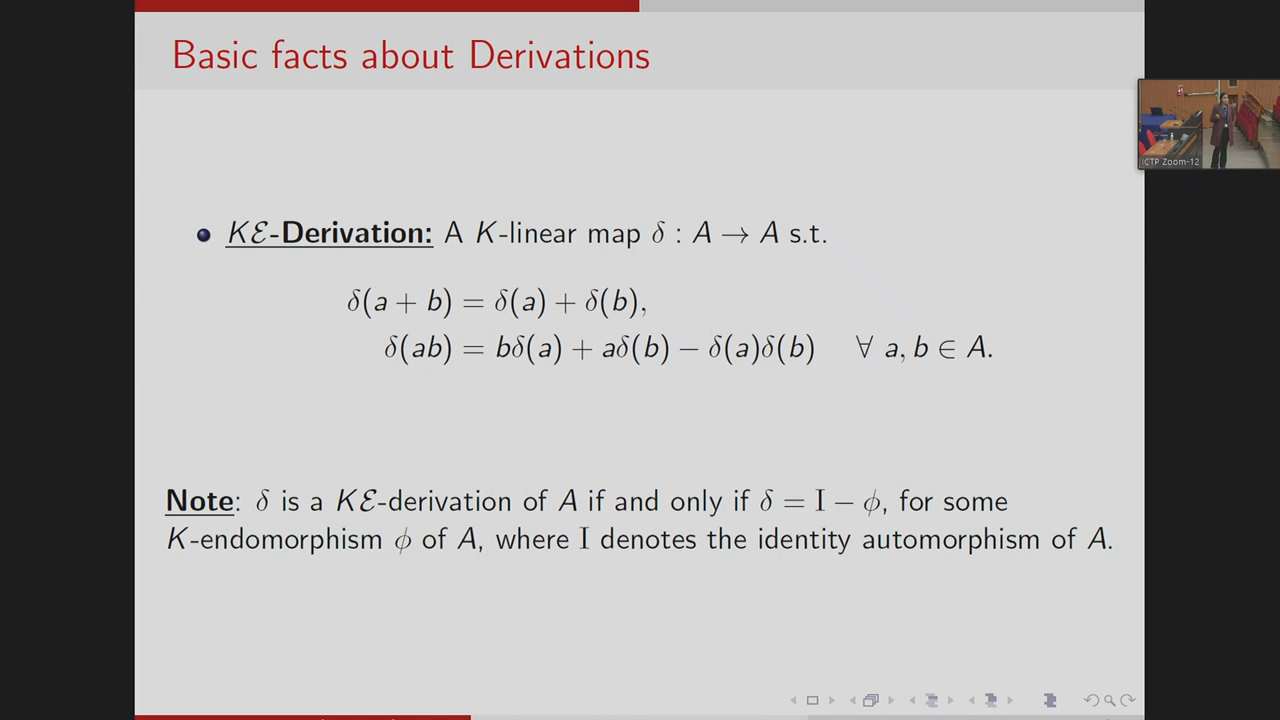 Basic facts about Derivations
ICTP Zoom-12
• Kℰ-Derivation: A K-linear map δ : A → A s.t.
δ(a + b) = δ(a) + δ(b),
δ(ab) = bδ(a) + aδ(b) − δ(a)δ(b) ∀ a, b ∈ A.
Note: δ is a Kℰ-derivation of A if and only if δ = I − ϕ, for some
K-endomorphism ϕ of A, where I denotes the identity automorphism of A.